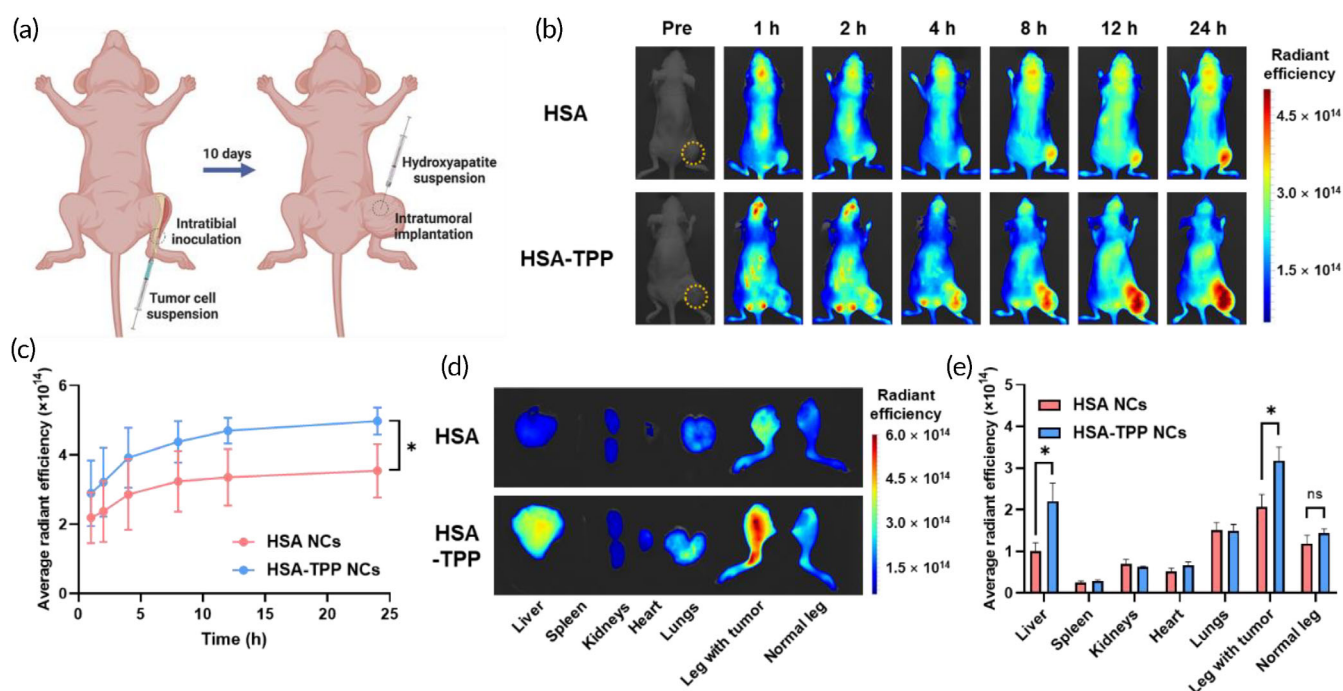 (a)
10 days
Hydroxyapatite
suspension
Intratibial
inoculation
Intratumoral
implantation
Tumor cell
suspension
(b)
Pre
1 h
2 h
4 h
8 h
12 h
24 h
Radiant
efficiency
HSA
HSA-TPP
4.5 × 10¹⁴
3.0 × 10¹⁴
1.5 × 10¹⁴
(c)
Average radiant efficiency (×10¹⁴)
6
4
2
0
0
5
10
15
20
25
Time (h)
HSA NCs
HSA-TPP NCs
*
(d)
HSA
HSA
-TPP
Radiant
efficiency
6.0 × 10¹⁴
4.5 × 10¹⁴
3.0 × 10¹⁴
1.5 × 10¹⁴
Liver
Spleen
Kidneys
Heart
Lungs
Leg with tumor
Normal leg
(e)
Average radiant efficiency (×10¹⁴)
5
4
3
2
1
0
HSA NCs
HSA-TPP NCs
*
*
ns
Liver
Spleen
Kidneys
Heart
Lungs
Leg with tumor
Normal leg